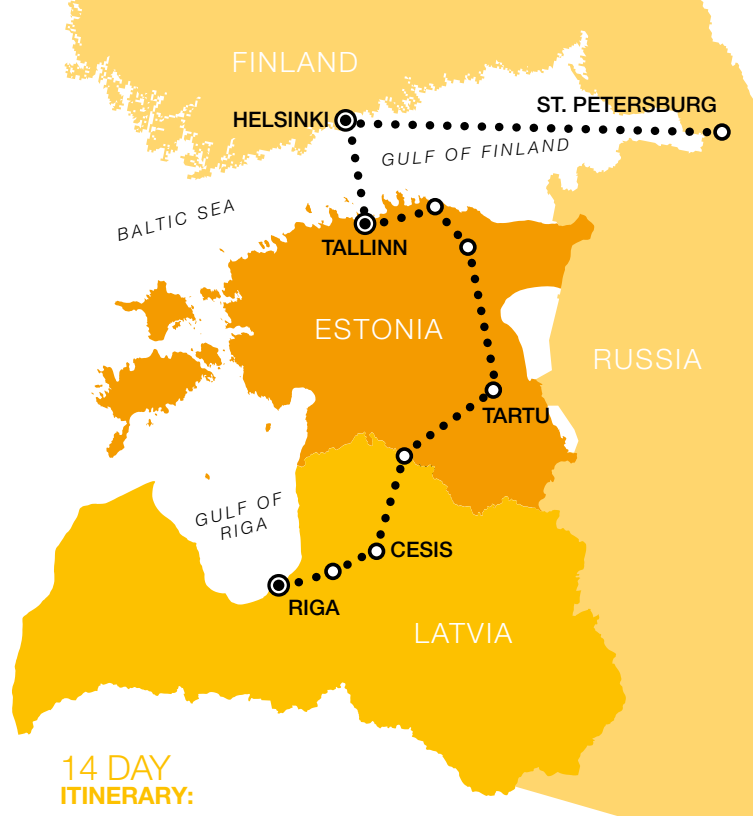 FINLAND
ST. PETERSBURG
HELSINKI
GULF OF FINLAND
BALTIC SEA
TALLINN
ESTONIA
RUSSIA
TARTU
GULF OF
RIGA
CESIS
RIGA
LATVIA
14 DAY
ITINERARY: